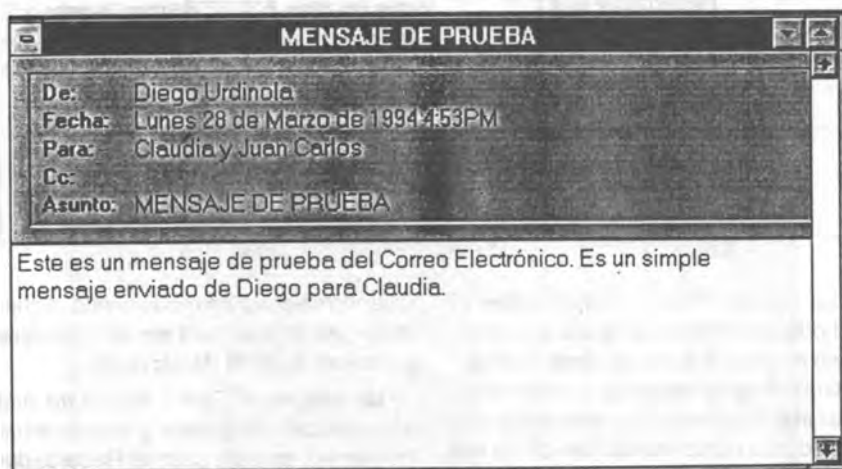 MENSAJE DE PRUEBA
De: Diego Urdinola
Fecha: Lunes 28 de Marzo de 1994 4:53PM
Para: Claudia y Juan Carlos
Cc:
Asunto: MENSAJE DE PRUEBA
Este es un mensaje de prueba del Correo Electrónico. Es un simple
mensaje enviado de Diego para Claudia.